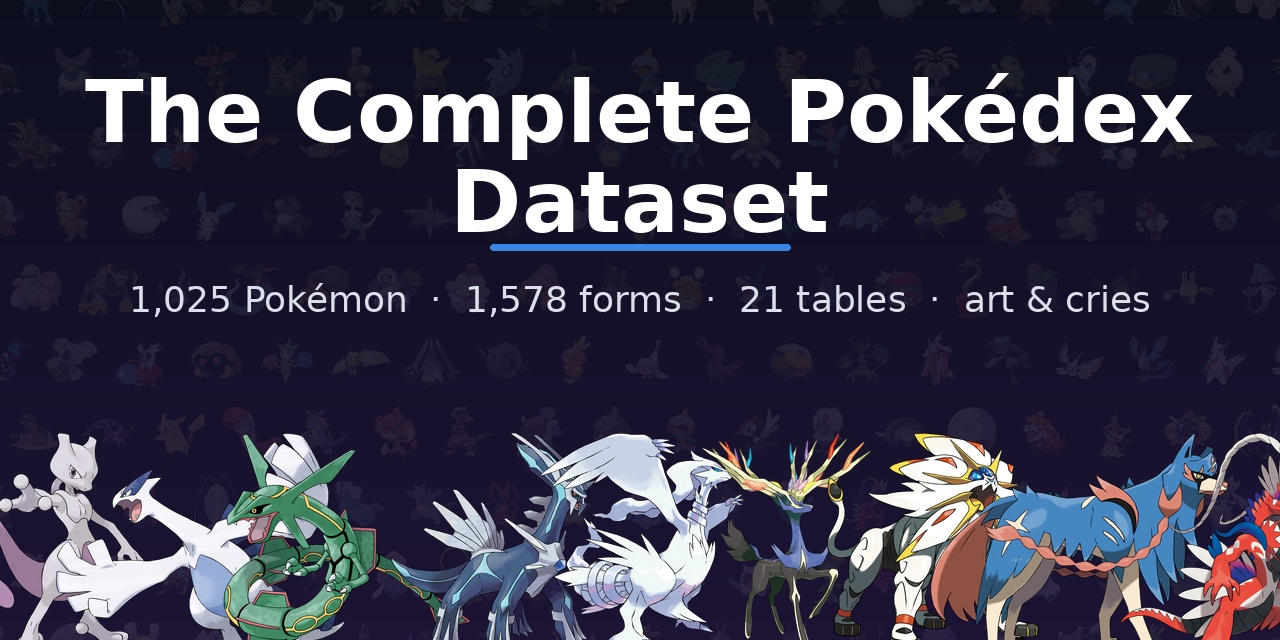 The Complete Pokédex
Dataset
1,025 Pokémon · 1,578 forms · 21 tables · art & cries